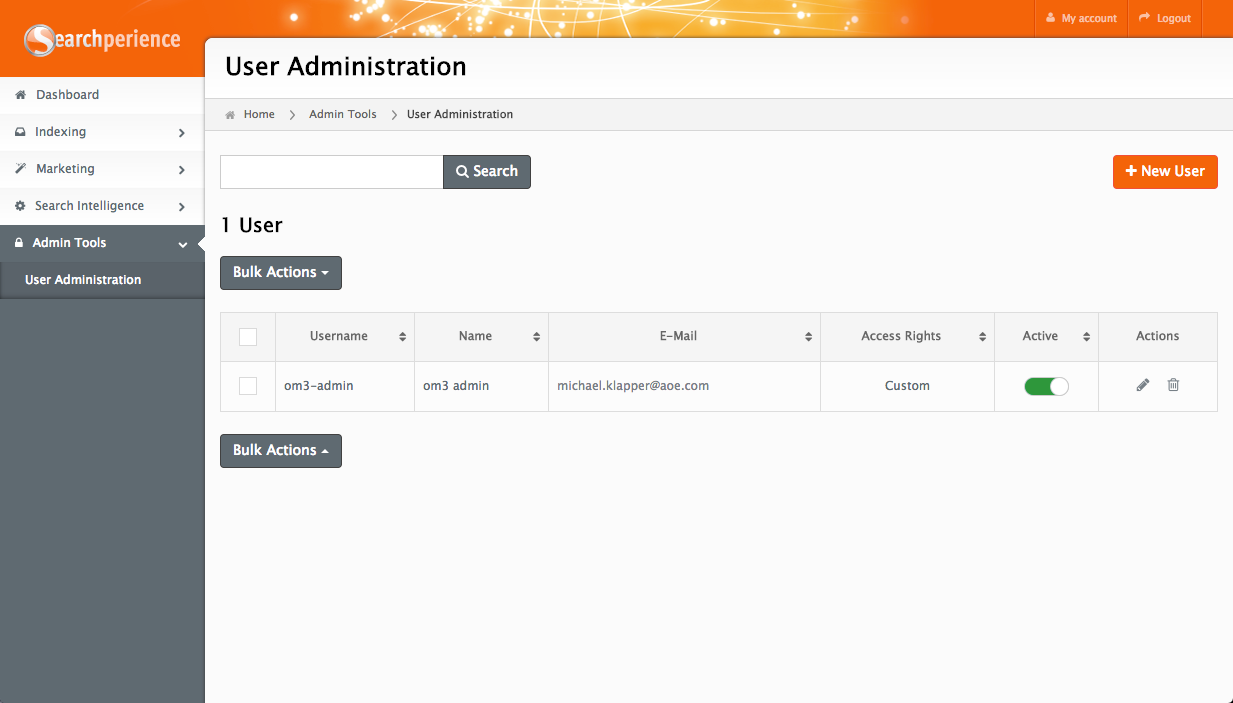 Searchperience
My account
Logout
User Administration
Dashboard
Indexing
Marketing
Search Intelligence
Admin Tools
User Administration
Home
Admin Tools
User Administration
Search
New User
1 User
Bulk Actions
Username Name E-Mail Access Rights Active Actions
om3-admin om3 admin michael.klapper@aoe.com Custom
Bulk Actions